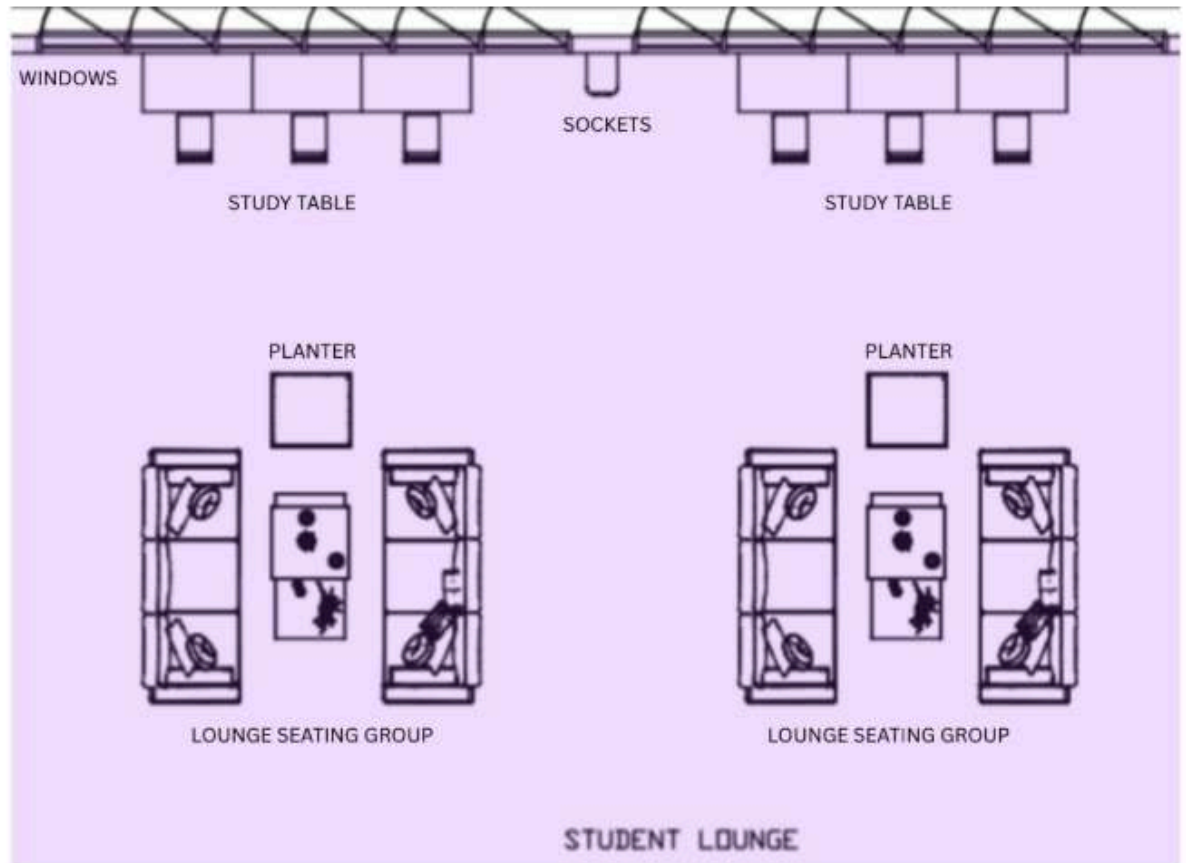 WINDOWS
SOCKETS
STUDY TABLE
STUDY TABLE
PLANTER
PLANTER
LOUNGE SEATING GROUP
LOUNGE SEATING GROUP
STUDENT LOUNGE